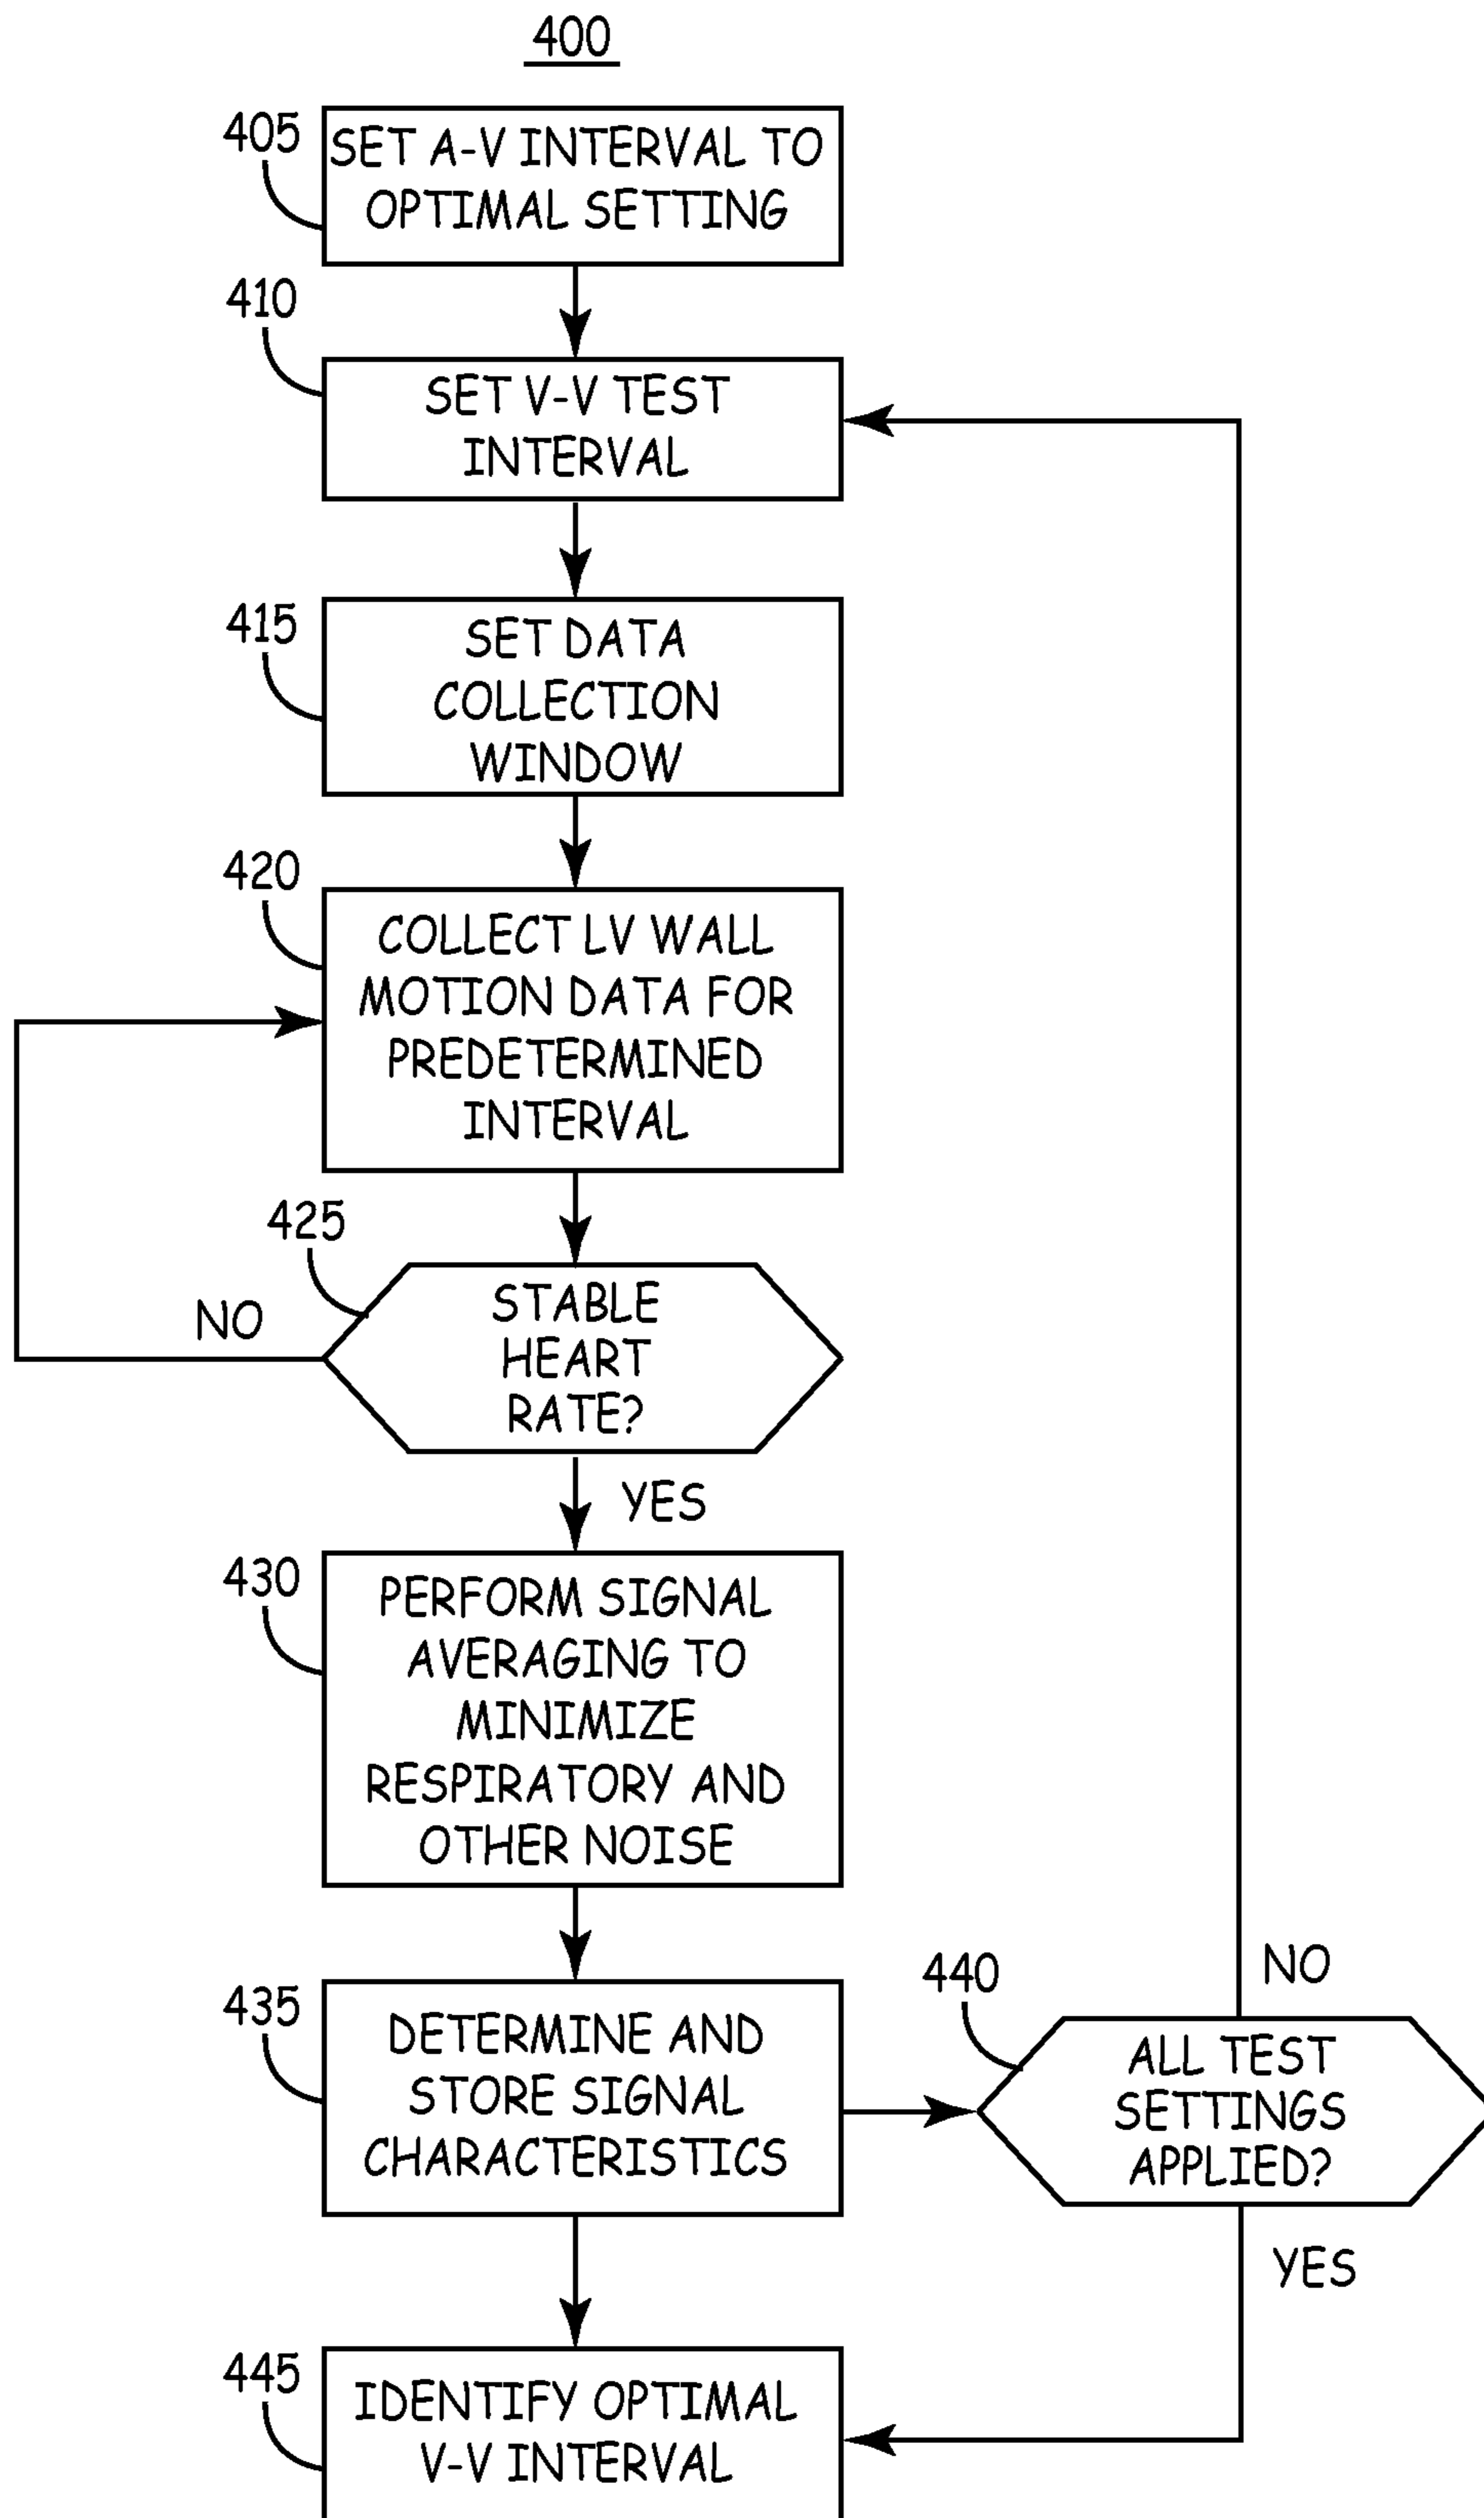 400
405
SET A-V INTERVAL TO
OPTIMAL SETTING
410
SET V-V TEST
INTERVAL
415
SET DATA
COLLECTION
WINDOW
420
COLLECT LV WALL
MOTION DATA FOR
PREDETERMINED
INTERVAL
425
NO
STABLE
HEART
RATE?
YES
430
PERFORM SIGNAL
AVERAGING TO
MINIMIZE
RESPIRATORY AND
OTHER NOISE
435
DETERMINE AND
STORE SIGNAL
CHARACTERISTICS
440
NO
ALL TEST
SETTINGS
APPLIED?
YES
445
IDENTIFY OPTIMAL
V-V INTERVAL